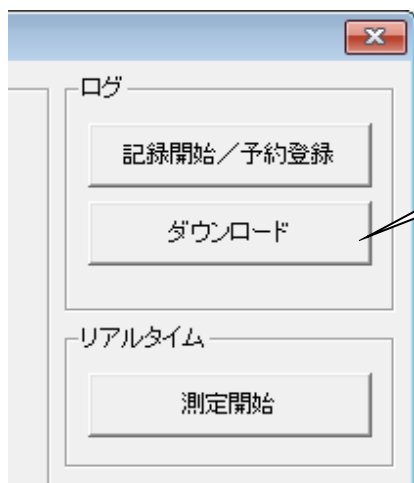 ログ
記録開始／予約登録
ダウンロード
リアルタイム
測定開始